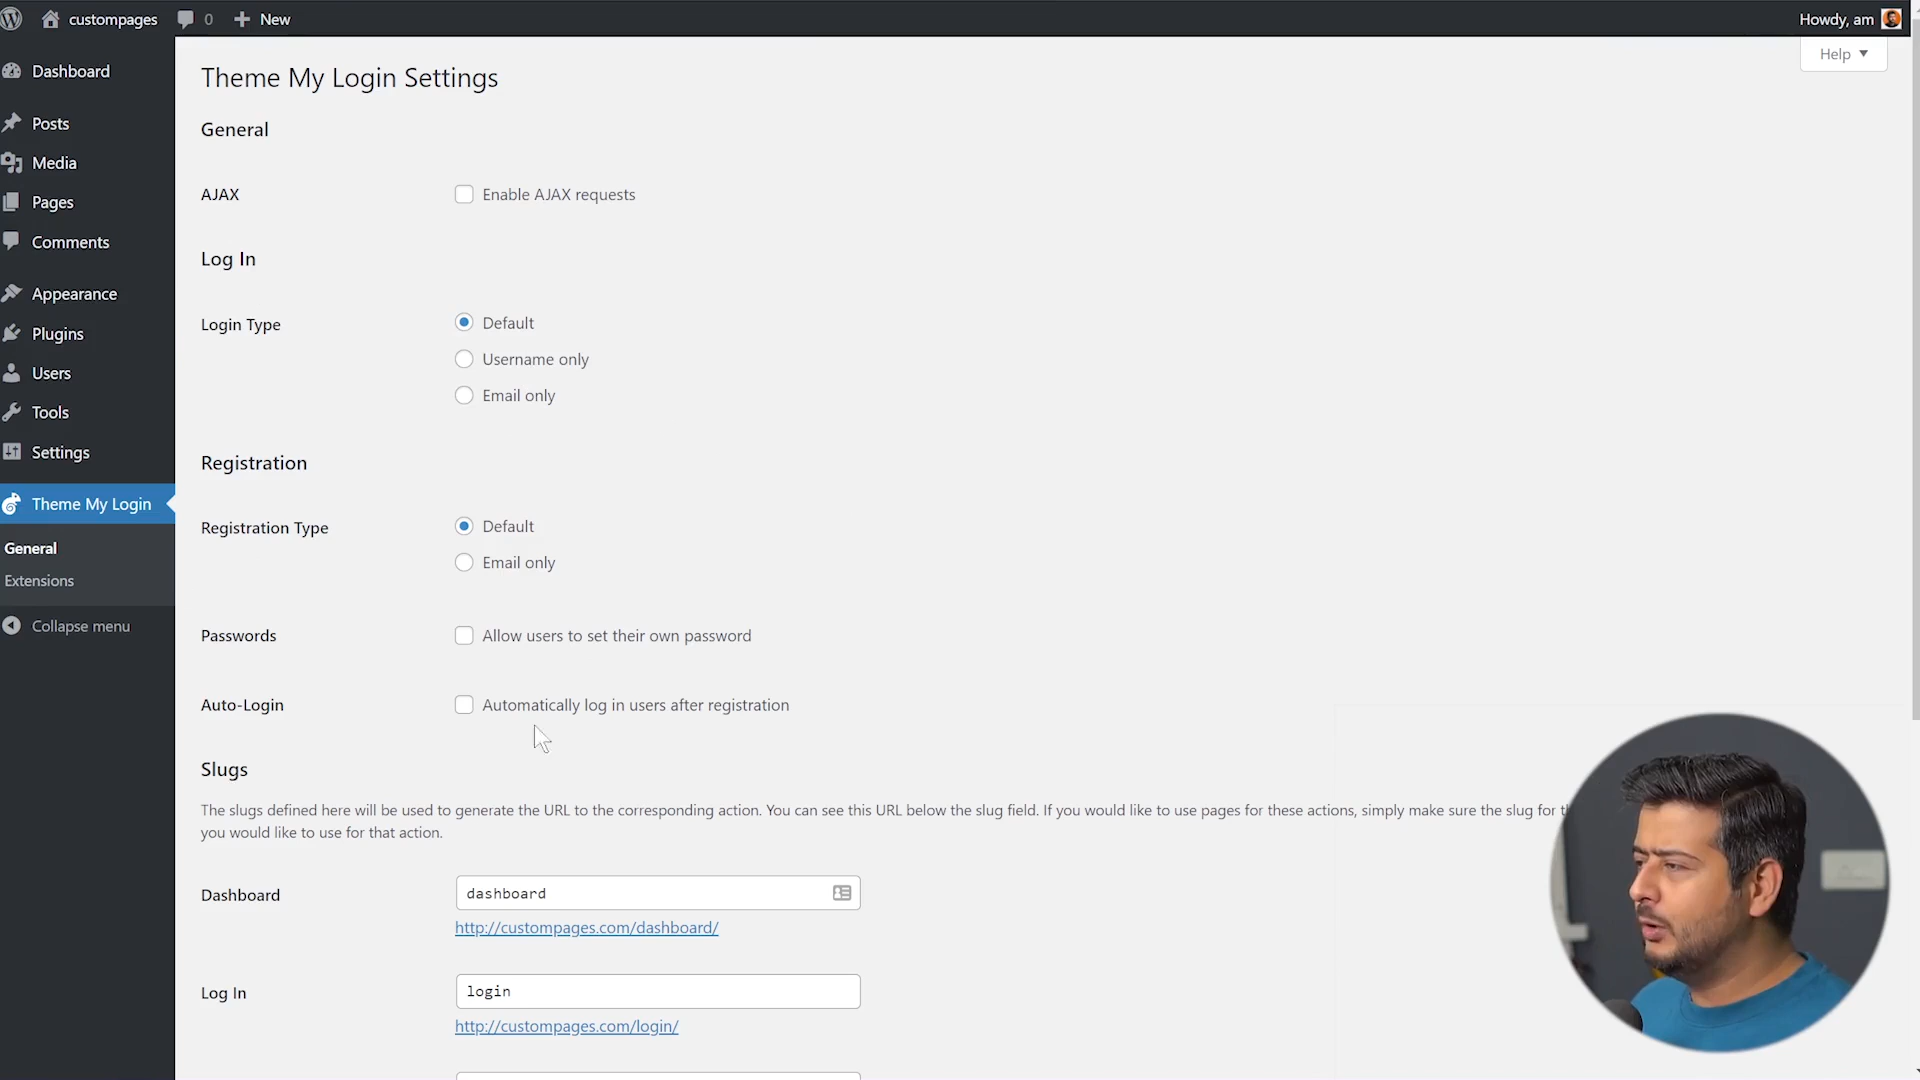 custompages
0
New
Howdy, am
Help
Dashboard
Posts
Media
Pages
Comments
Appearance
Plugins
Users
Tools
Settings
Theme My Login
General
Extensions
Collapse menu
Theme My Login Settings
General
AJAX
Enable AJAX requests
Log In
Login Type
Default
Username only
Email only
Registration
Registration Type
Default
Email only
Passwords
Allow users to set their own password
Auto-Login
Automatically log in users after registration
Slugs
The slugs defined here will be used to generate the URL to the corresponding action. You can see this URL below the slug field. If you would like to use pages for these actions, simply make sure the slug for
you would like to use for that action.
Dashboard
dashboard
http://custompages.com/dashboard/
Log In
login
http://custompages.com/login/